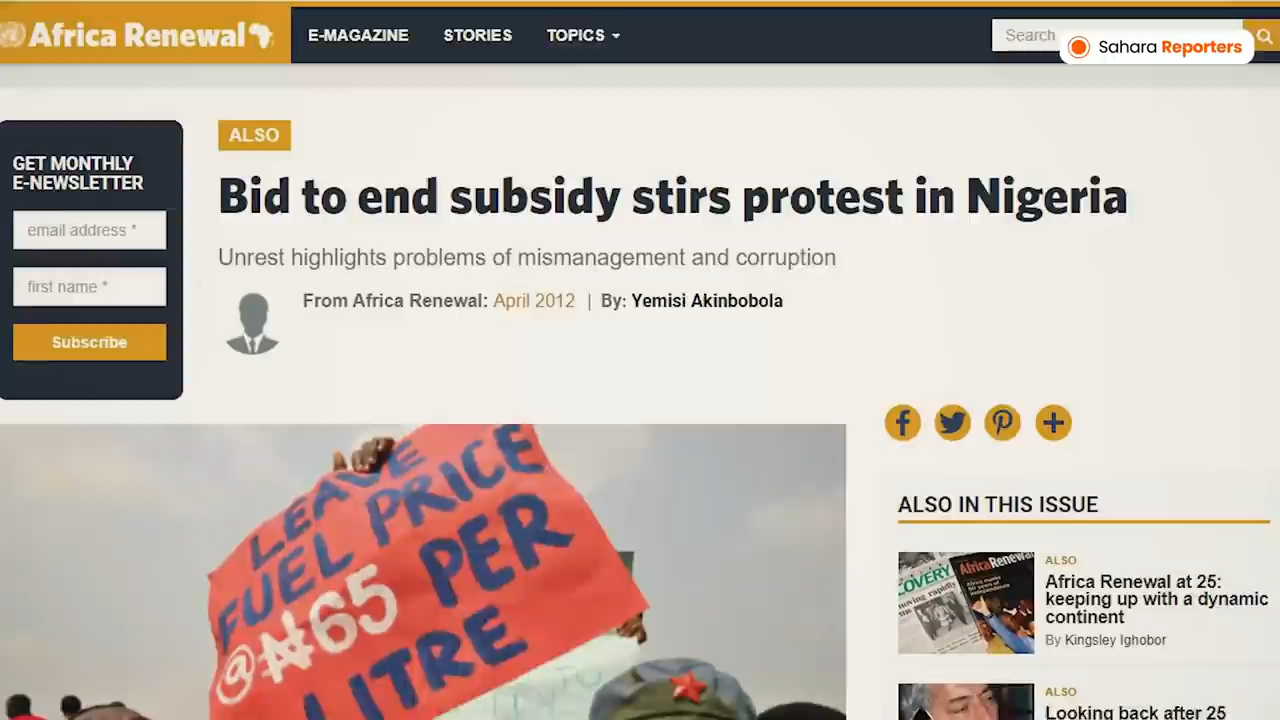 Africa Renewal
E-MAGAZINE
STORIES
TOPICS
Search
Sahara Reporters
GET MONTHLY
E-NEWSLETTER
email address *
first name *
Subscribe
ALSO
Bid to end subsidy stirs protest in Nigeria
Unrest highlights problems of mismanagement and corruption
From Africa Renewal: April 2012 | By: Yemisi Akinbobola
LEAVE
FUEL PRICE
@₦65 PER
LITRE
ALSO IN THIS ISSUE
ALSO
Africa Renewal at 25:
keeping up with a dynamic
continent
By Kingsley Ighobor
ALSO
Looking back after 25